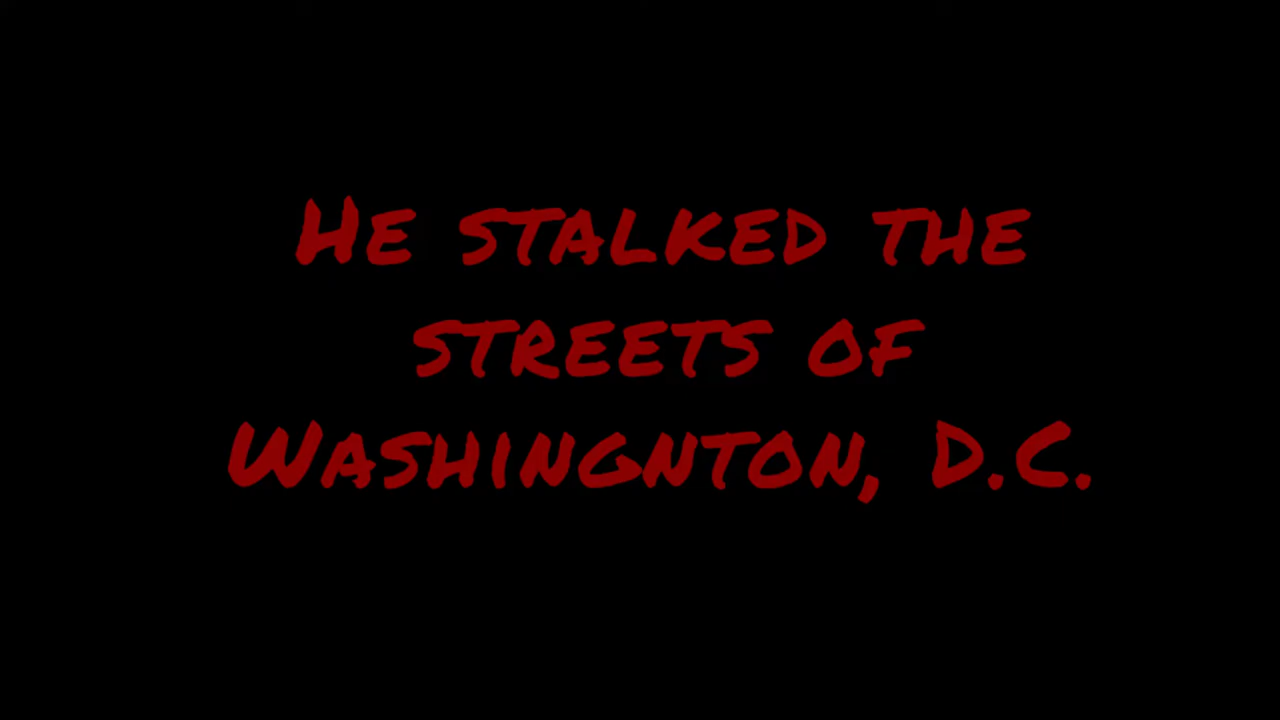 He stalked the
streets of
Washingnton, D.C.